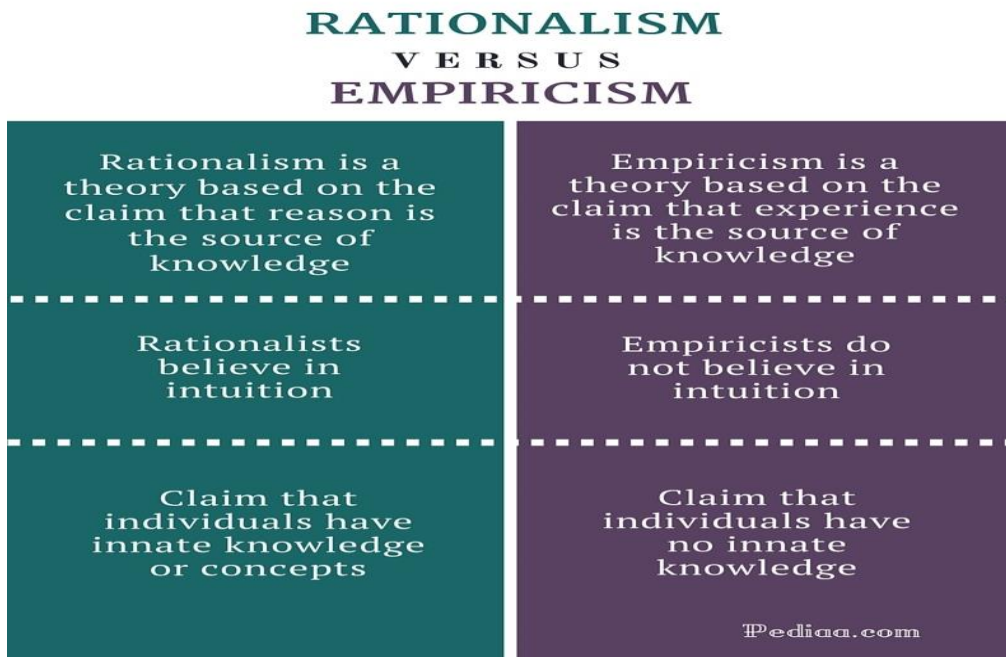 RATIONALISM
VERSUS
EMPIRICISM
Rationalism is a
theory based on the
claim that reason is
the source of
knowledge
Empiricism is a
theory based on the
claim that experience
is the source of
knowledge
Rationalists
believe in
intuition
Empiricists do
not believe in
intuition
Claim that
individuals have
innate knowledge
or concepts
Claim that
individuals have
no innate
knowledge
Pediaa.com